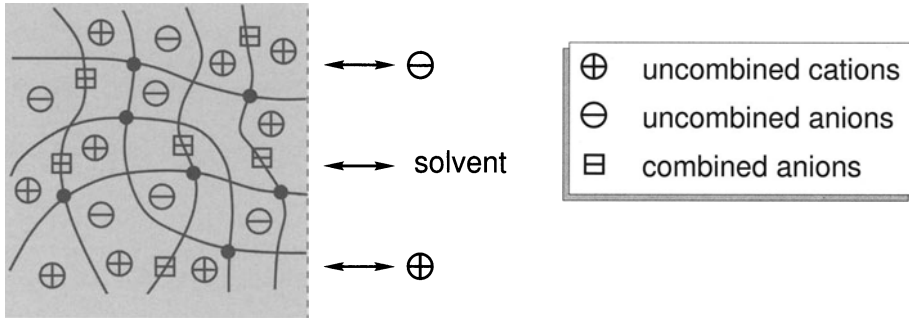 solvent
uncombined cations
uncombined anions
combined anions